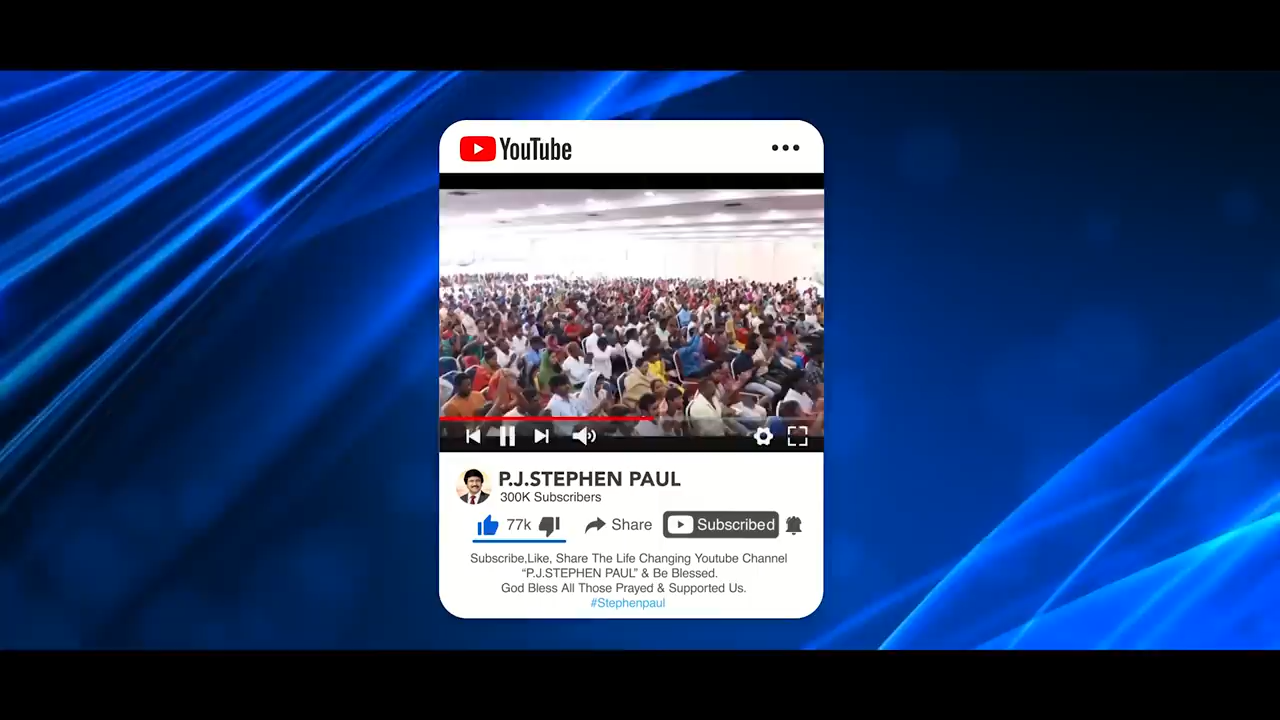 YouTube
P.J.STEPHEN PAUL
300K Subscribers
77k Share Subscribed
Subscribe,Like, Share The Life Changing Youtube Channel
“P.J.STEPHEN PAUL” & Be Blessed.
God Bless All Those Prayed & Supported Us.
#Stephenpaul